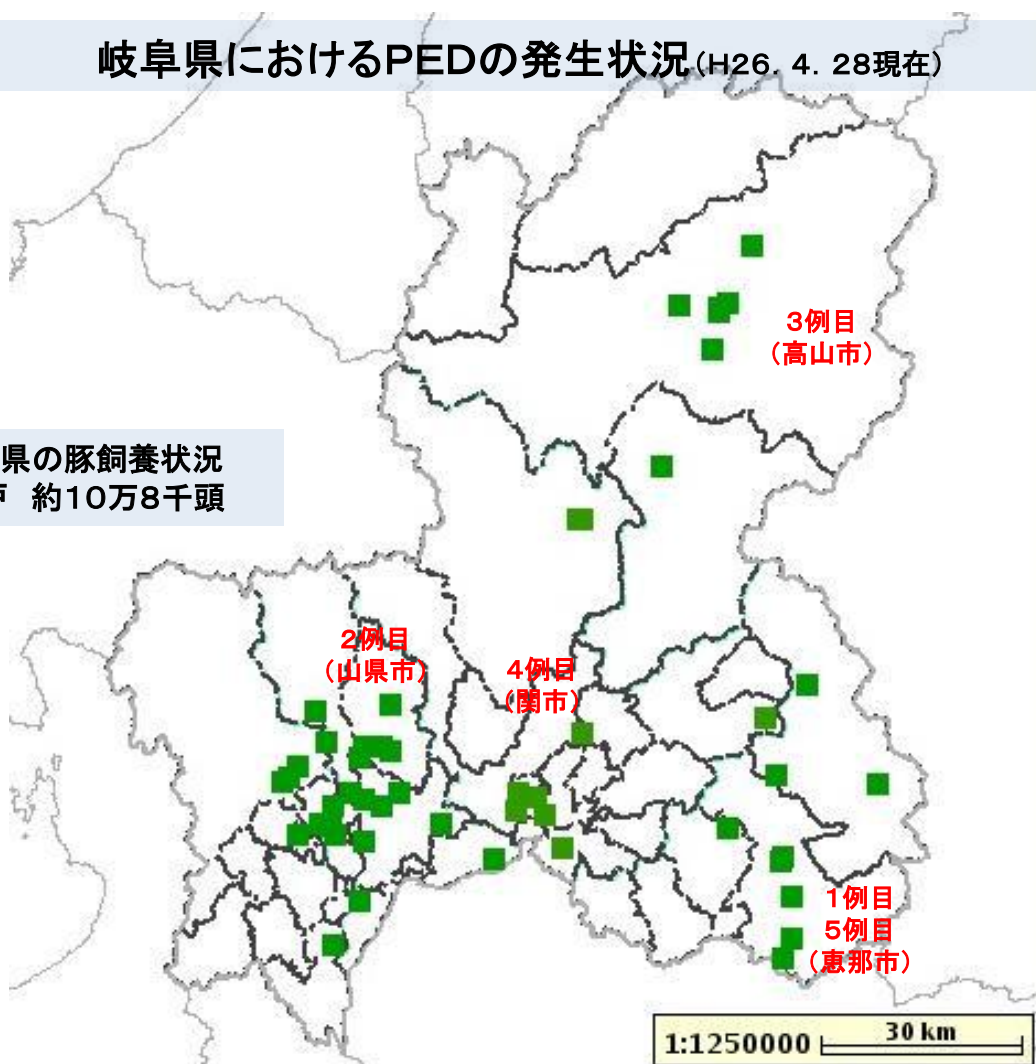 岐阜県におけるPEDの発生状況(H26.4.28現在)
3例目
(高山市)
県の豚飼養状況
戸 約10万8千頭
2例目
(山県市)
4例目
(関市)
1例目
5例目
(恵那市)
1:1250000 30 km